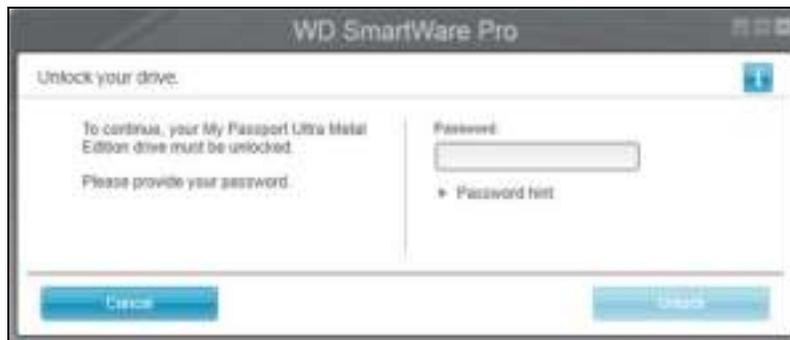 WD SmartWare Pro
Unlock your drive.
To continue, your My Passport Ultra Metal
Edition drive must be unlocked.
Please provide your password.
Password:
Password hint
Cancel
Unlock